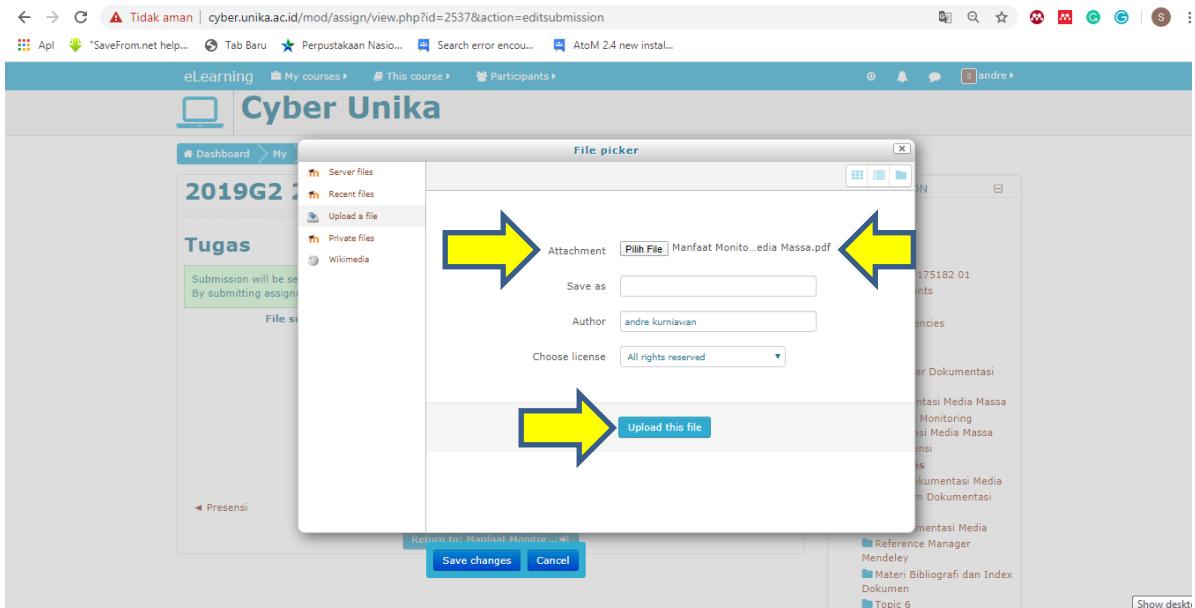 Tidak aman | cyber.unika.ac.id/mod/assign/view.php?id=2537&action=editsubmission
S
Apl "SaveFrom.net help... Tab Baru Perpustakaan Nasio... Search error encou... AtoM 2.4 new instal...
eLearning My courses This course Participants s andre
Cyber Unika
Dashboard My
File picker
2019G2
Server files
Recent files
Upload a file
Private files
Wikimedia
Tugas
Submission will be se
By submitting assign
File su
Attachment Pilih File Manfaat Monito...edia Massa.pdf
Save as
Author andre kurniawan
Choose license All rights reserved
Upload this file
◄ Presensi
Return to: Manfaat Monitor...
Save changes Cancel
ON
175182 01
nts
encies
ar Dokumentasi
ntasi Media Massa
Monitoring
si Media Massa
ensi
as
kumentasi Media
m Dokumentasi
mentasi Media
Reference Manager
Mendeley
Materi Bibliografi dan Index
Dokumen
Topic 6
Show deskt